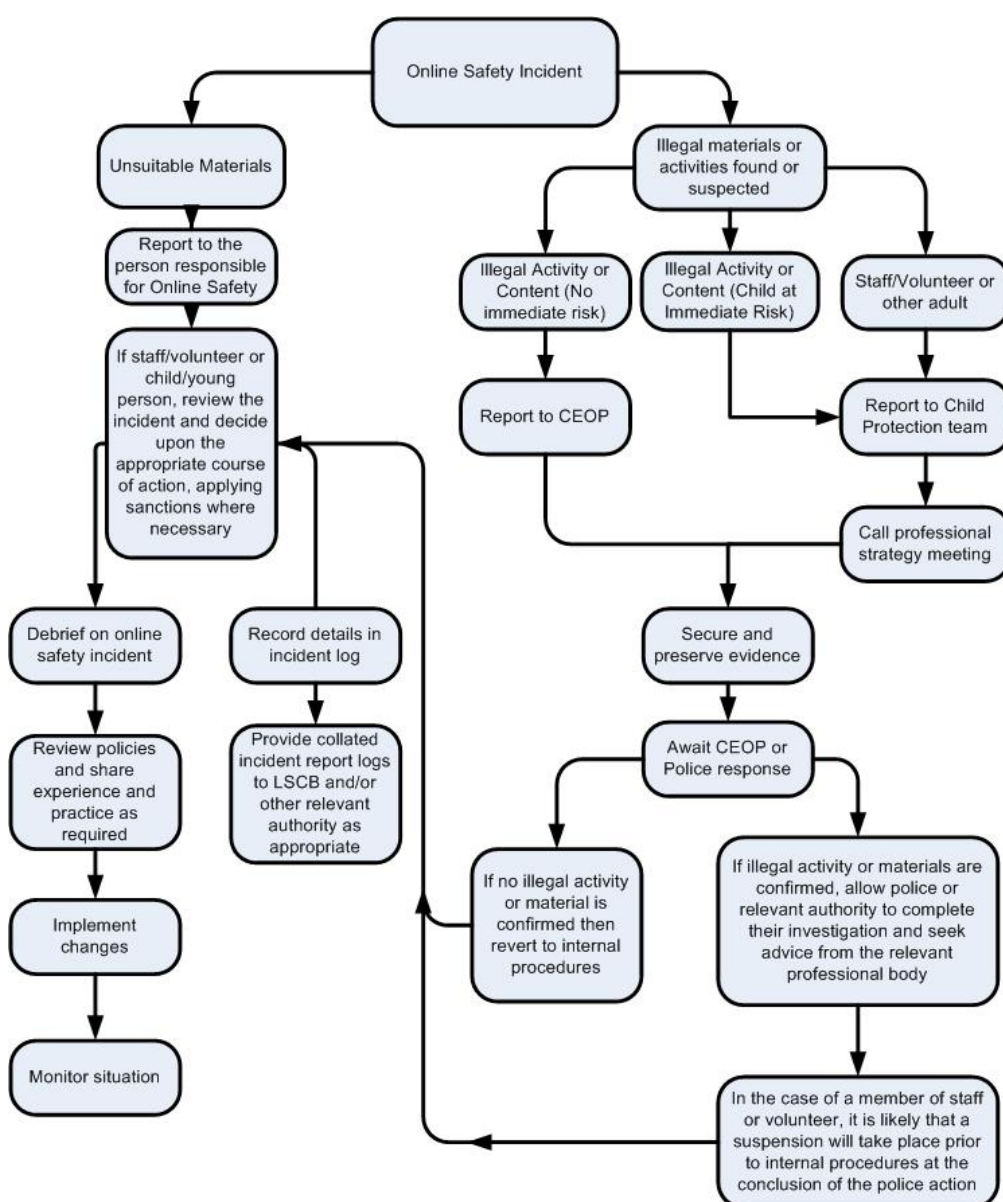 Online Safety Incident
Unsuitable Materials
Illegal materials or
activities found or
suspected
Report to the
person responsible
for Online Safety
Illegal Activity or
Content (No
immediate risk)
Illegal Activity or
Content (Child at
Immediate Risk)
Staff/Volunteer or
other adult
If staff/volunteer or
child/young
person, review the
incident and decide
upon the
appropriate course
of action, applying
sanctions where
necessary
Report to CEOP
Report to Child
Protection team
Call professional
strategy meeting
Debrief on online
safety incident
Record details in
incident log
Secure and
preserve evidence
Review policies
and share
experience and
practice as
required
Provide collated
incident report logs
to LSCB and/or
other relevant
authority as
appropriate
Await CEOP or
Police response
If no illegal activity
or material is
confirmed then
revert to internal
procedures
If illegal activity or materials are
confirmed, allow police or
relevant authority to complete
their investigation and seek
advice from the relevant
professional body
Implement
changes
Monitor situation
In the case of a member of staff
or volunteer, it is likely that a
suspension will take place prior
to internal procedures at the
conclusion of the police action